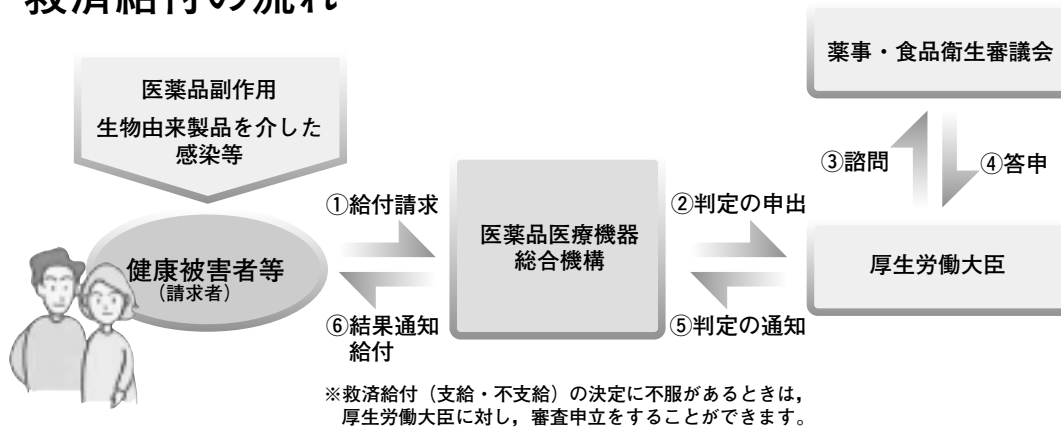 救済給付の流れ
薬事・食品衛生審議会
医薬品副作用
生物由来製品を介した
感染等
③諮問
④答申
①給付請求
②判定の申出
医薬品医療機器
総合機構
厚生労働大臣
健康被害者等
（請求者）
⑥結果通知
給付
⑤判定の通知
※救済給付（支給・不支給）の決定に不服があるときは，
厚生労働大臣に対し，審査申立をすることができます。